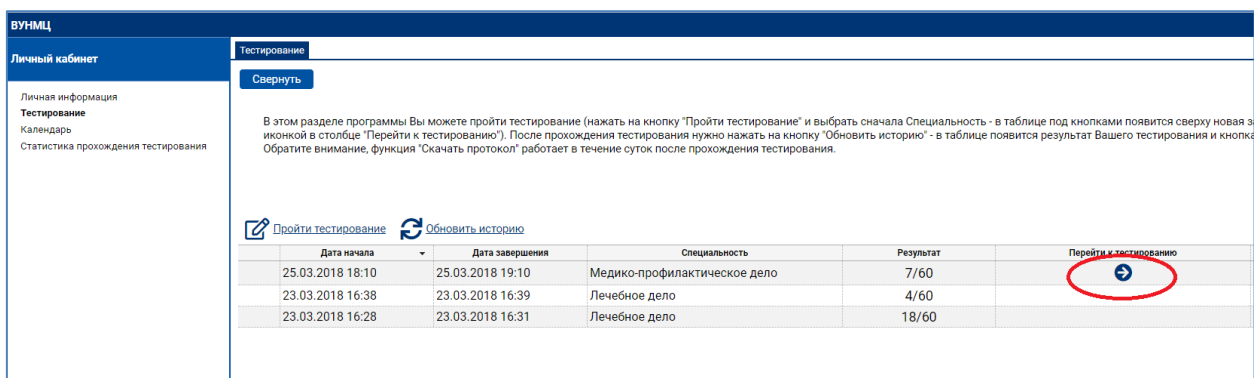 ВУНМЦ
Личный кабинет
Личная информация
Тестирование
Календарь
Статистика прохождения тестирования
Тестирование
Свернуть
В этом разделе программы Вы можете пройти тестирование (нажать на кнопку "Пройти тестирование" и выбрать сначала Специальность - в таблице под кнопками появится сверху новая
иконкой в столбце "Перейти к тестированию"). После прохождения тестирования нужно нажать на кнопку "Обновить историю" - в таблице появится результат Вашего тестирования и
Обратите внимание, функция "Скачать протокол" работает в течение суток после прохождения тестирования.
Пройти тестирование Обновить историю
Дата начала Дата завершения Специальность Результат Перейти к тестированию
25.03.2018 18:10 25.03.2018 19:10 Медико-профилактическое дело 7/60
23.03.2018 16:38 23.03.2018 16:39 Лечебное дело 4/60
23.03.2018 16:28 23.03.2018 16:31 Лечебное дело 18/60